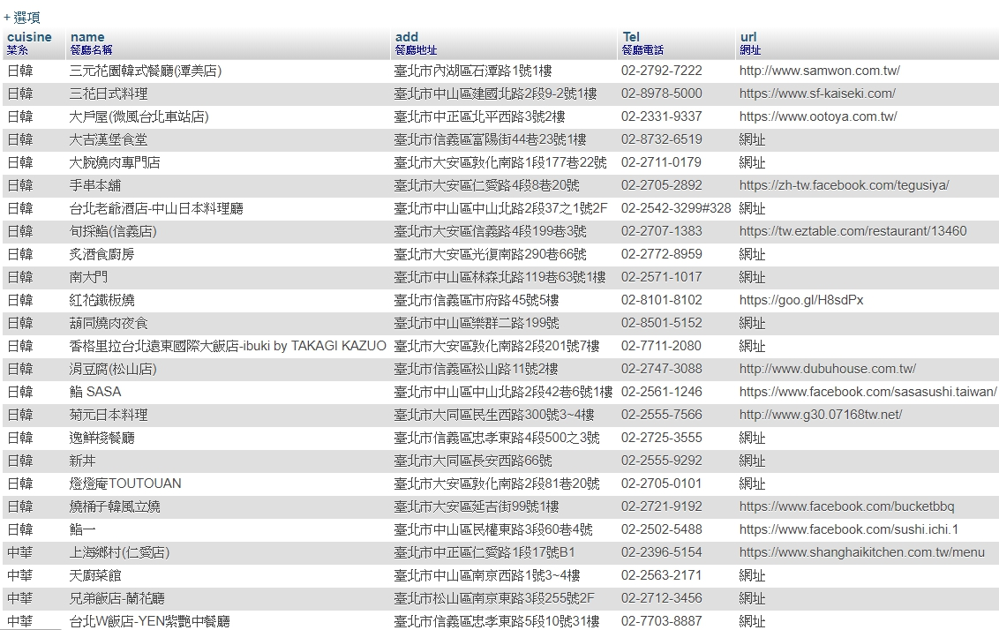 + 選項
cuisine name add Tel url
菜系 餐廳名稱 餐廳地址 餐廳電話 網址
日韓 三元花園韓式餐廳(潭美店) 臺北市內湖區石潭路1號1樓 02-2792-7222 http://www.samwon.com.tw/
日韓 三花日式料理 臺北市中山區建國北路2段9-2號1樓 02-8978-5000 https://www.sf-kaiseki.com/
日韓 大戶屋(微風台北車站店) 臺北市中正區北平西路3號2樓 02-2331-9337 https://www.ootoya.com.tw/
日韓 大吉漢堡食堂 臺北市信義區富陽街44巷23號1樓 02-8732-6519 網址
日韓 大腕燒肉專門店 臺北市大安區敦化南路1段177巷22號 02-2711-0179 網址
日韓 手串本舖 臺北市大安區仁愛路4段8巷20號 02-2705-2892 https://zh-tw.facebook.com/tegusiya/
日韓 台北老爺酒店-中山日本料理廳 臺北市中山區中山北路2段37之1號2F 02-2542-3299#328 網址
日韓 旬採鮨(信義店) 臺北市大安區信義路4段199巷3號 02-2707-1383 https://tw.eztable.com/restaurant/13460
日韓 炙酒食廚房 臺北市大安區光復南路290巷66號 02-2772-8959 網址
日韓 南大門 臺北市中山區林森北路119巷63號1樓 02-2571-1017 網址
日韓 紅花鐵板燒 臺北市信義區市府路45號5樓 02-8101-8102 https://goo.gl/H8sdPx
日韓 葫同燒肉夜食 臺北市中山區樂群二路199號 02-8501-5152 網址
日韓 香格里拉台北遠東國際大飯店-ibuki by TAKAGI KAZUO 臺北市大安區敦化南路2段201號7樓 02-7711-2080 網址
日韓 涓豆腐(松山店) 臺北市信義區松山路11號2樓 02-2747-3088 http://www.dubuhouse.com.tw/
日韓 鮨 SASA 臺北市中山區中山北路2段42巷6號1樓 02-2561-1246 https://www.facebook.com/sasasushi.taiwan/
日韓 菊元日本料理 臺北市大同區民生西路300號3~4樓 02-2555-7566 http://www.g30.07168tw.net/
日韓 逸鮮棧餐廳 臺北市信義區忠孝東路4段500之3號 02-2725-3555 網址
日韓 新丼 臺北市大同區長安西路66號 02-2555-9292 網址
日韓 燈燈庵TOUTOUAN 臺北市大安區敦化南路2段81巷20號 02-2705-0101 網址
日韓 燒桶子韓風立燒 臺北市大安區延吉街99號1樓 02-2721-9192 https://www.facebook.com/bucketbbq
日韓 鮨一 臺北市中山區民權東路3段60巷4號 02-2502-5488 https://www.facebook.com/sushi.ichi.1
中華 上海鄉村(仁愛店) 臺北市中正區仁愛路1段17號B1 02-2396-5154 https://www.shanghaikitchen.com.tw/menu
中華 天廚菜館 臺北市中山區南京西路1號3~4樓 02-2563-2171 網址
中華 兄弟飯店-蘭花廳 臺北市松山區南京東路3段255號2F 02-2712-3456 網址
中華 台北W飯店-YEN紫艷中餐廳 臺北市信義區忠孝東路5段10號31樓 02-7703-8887 網址